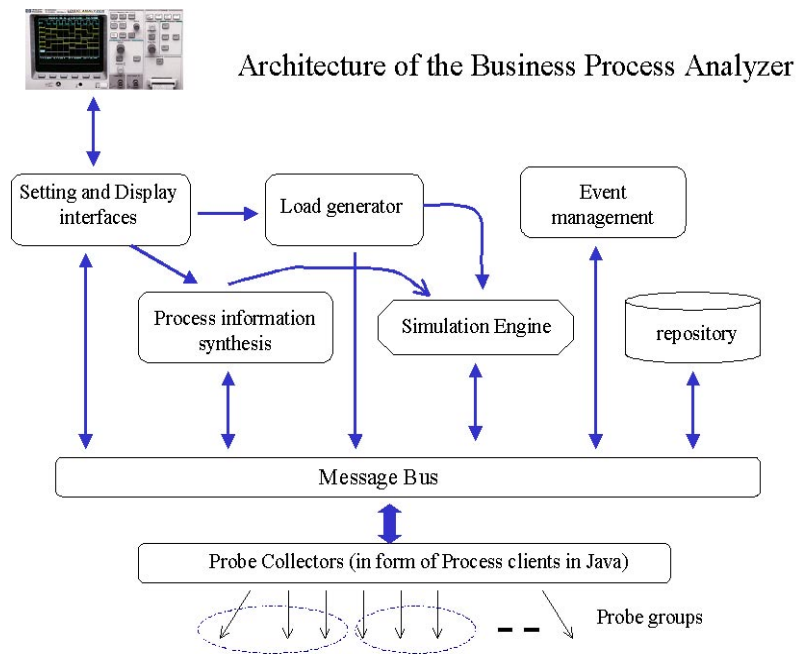 Architecture of the Business Process Analyzer
Setting and Display
interfaces
Load generator
Event
management
Process information
synthesis
Simulation Engine
repository
Message Bus
Probe Collectors (in form of Process clients in Java)
Probe groups